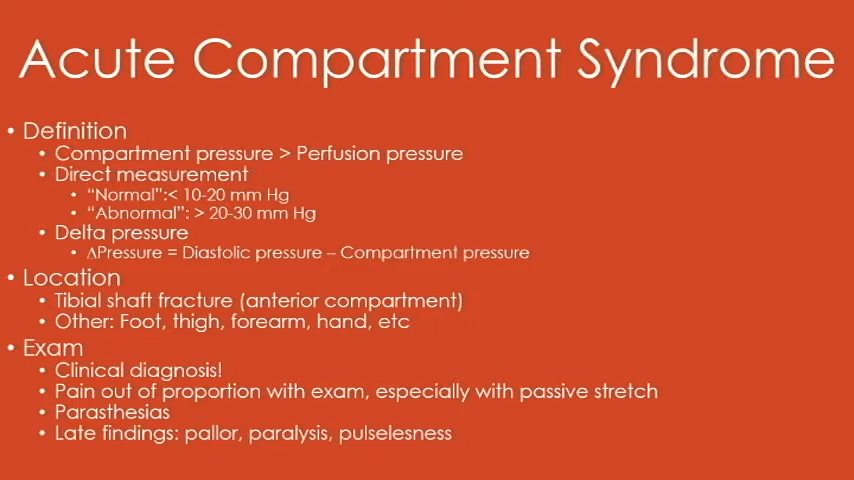 Acute Compartment Syndrome
• Definition
• Compartment pressure > Perfusion pressure
• Direct measurement
• “Normal”:< 10-20 mm Hg
• “Abnormal”: > 20-30 mm Hg
• Delta pressure
• ∆Pressure = Diastolic pressure – Compartment pressure
• Location
• Tibial shaft fracture (anterior compartment)
• Other: Foot, thigh, forearm, hand, etc
• Exam
• Clinical diagnosis!
• Pain out of proportion with exam, especially with passive stretch
• Parasthesias
• Late findings: pallor, paralysis, pulselesness